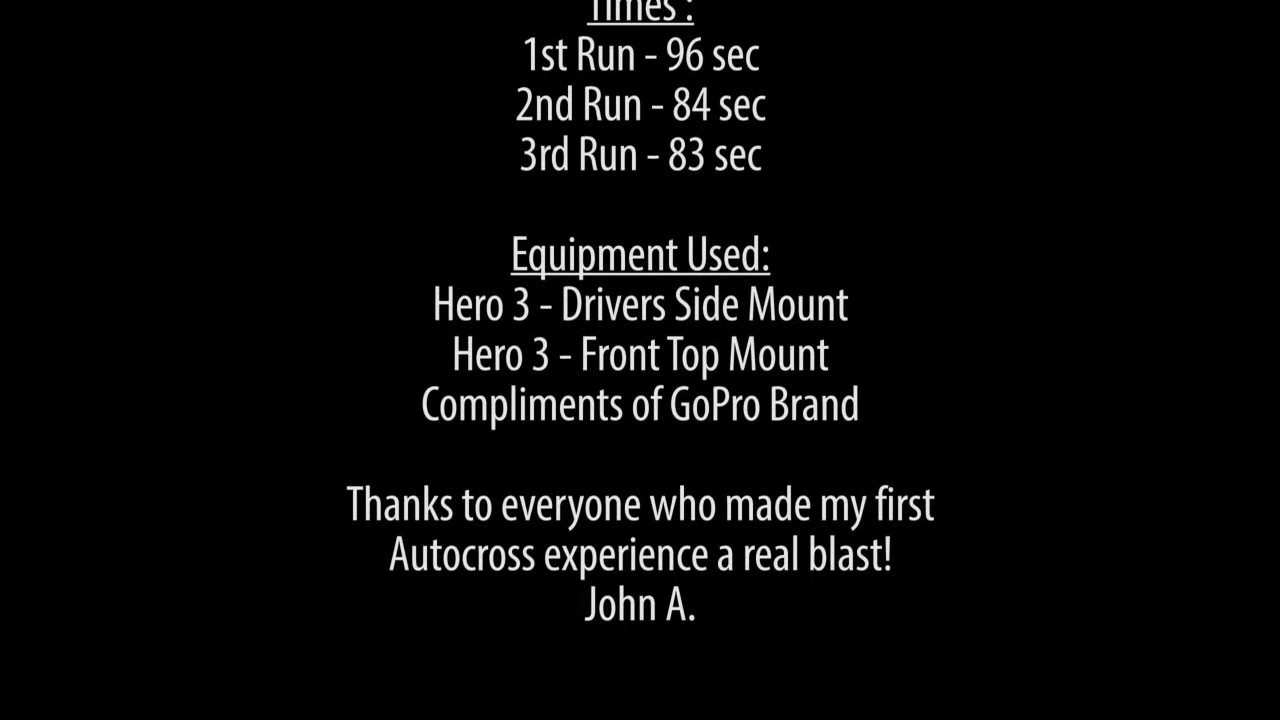 Times :
1st Run - 96 sec
2nd Run - 84 sec
3rd Run - 83 sec
Equipment Used:
Hero 3 - Drivers Side Mount
Hero 3 - Front Top Mount
Compliments of GoPro Brand
Thanks to everyone who made my first
Autocross experience a real blast!
John A.